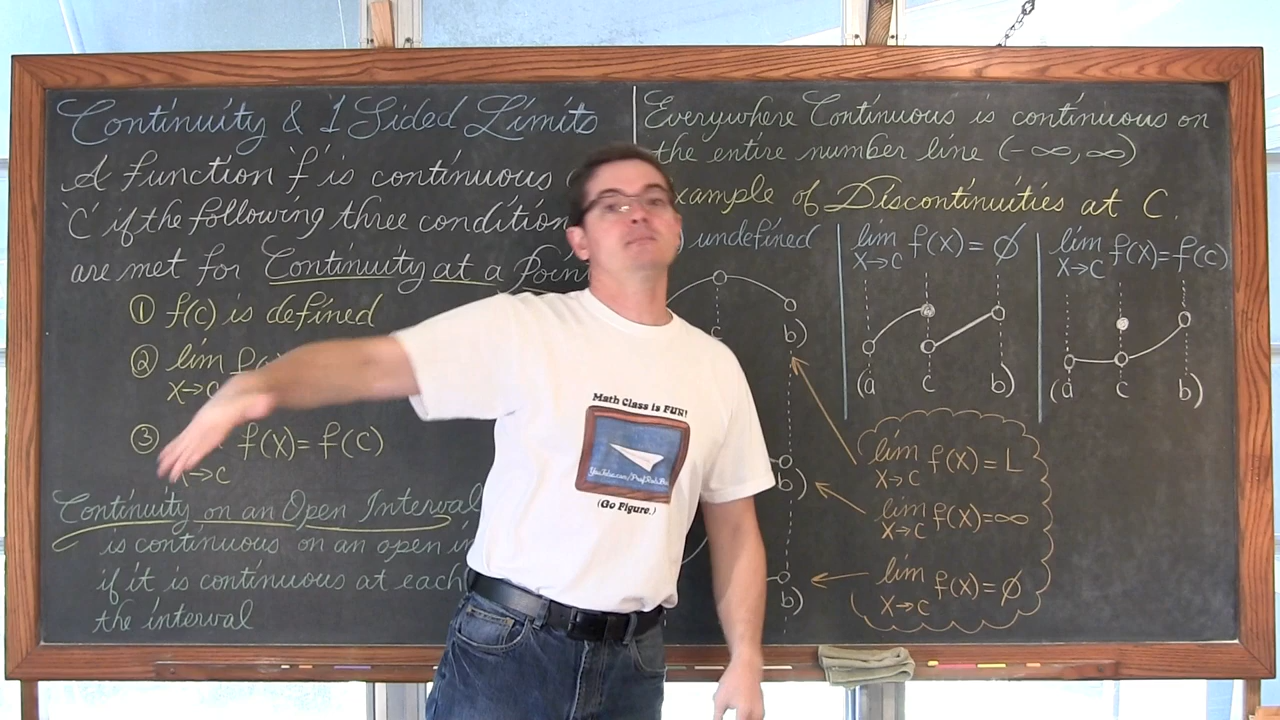 Continuity & 1 Sided Limits
A function 'f' is continuous
'C' if the following three condition
are met for Continuity at a Point
① f(c) is defined
② lim f(x
x→c
③ f(x)=f(c)
x→c
Continuity on an Open Interval
is continuous on an open in
if it is continuous at each
the interval
Everywhere Continuous is continuous on
the entire number line (-∞,∞)
xample of Discontinuities at C.
) undefined
c b)
b)
b)
lim f(x)=∅
x→c
(a c b)
lim f(x)=f(c)
x→c
(a c b)
lim f(x)=L
x→c
lim f(x)=∞
x→c
lim f(x)=∅
x→c
Math Class is FUN!
(Go Figure.)